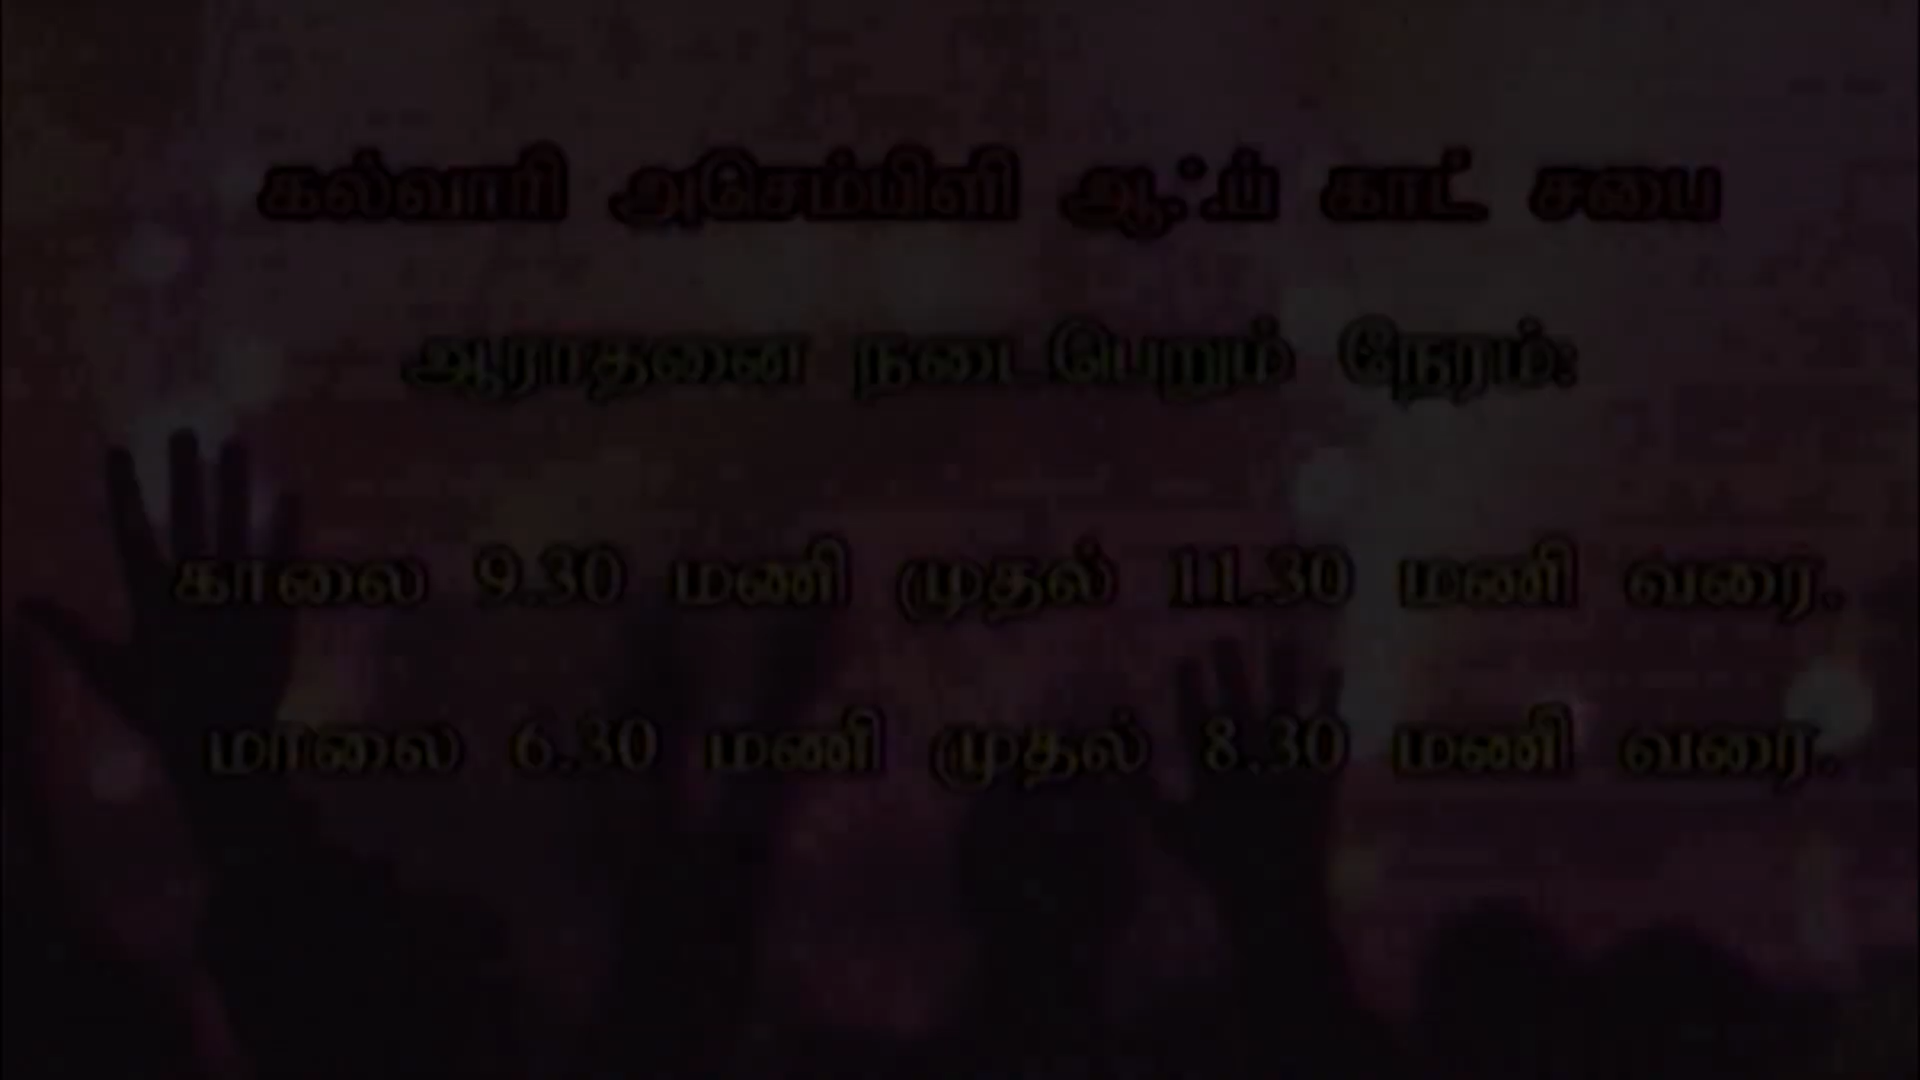 கல்வாரி அசெம்பிளி ஆஃப் காட் சபை
ஆராதனை நடைபெறும் நேரம்:
காலை 9.30 மணி முதல் 11.30 மணி வரை.
மாலை 6.30 மணி முதல் 8.30 மணி வரை.